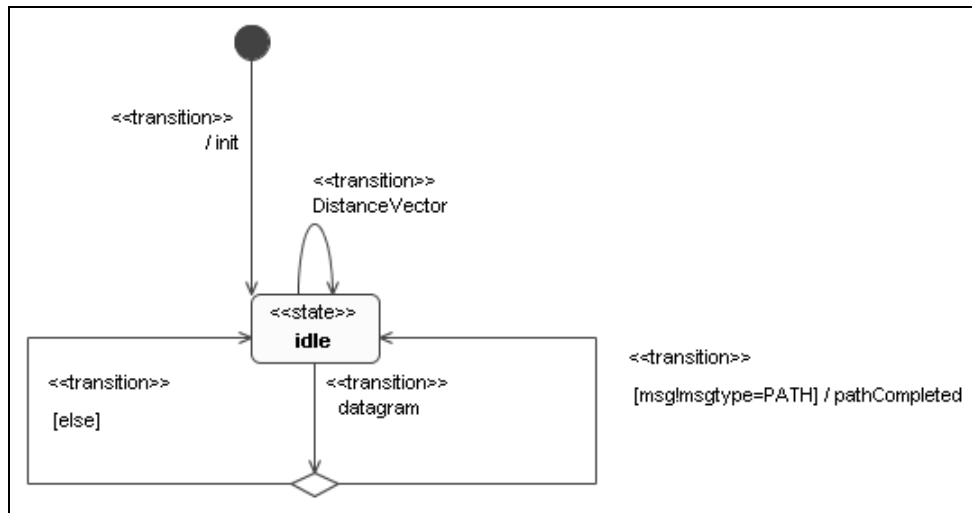 <<transition>>
/ init
<<transition>>
DistanceVector
<<state>>
idle
<<transition>>
[else]
<<transition>>
datagram
<<transition>>
[msg!msgtype=PATH] / pathCompleted